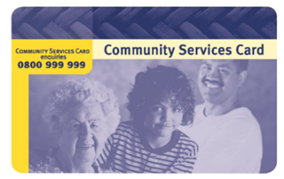 COMMUNITY SERVICES CARD
enquiries
0800 999 999
Community Services Card